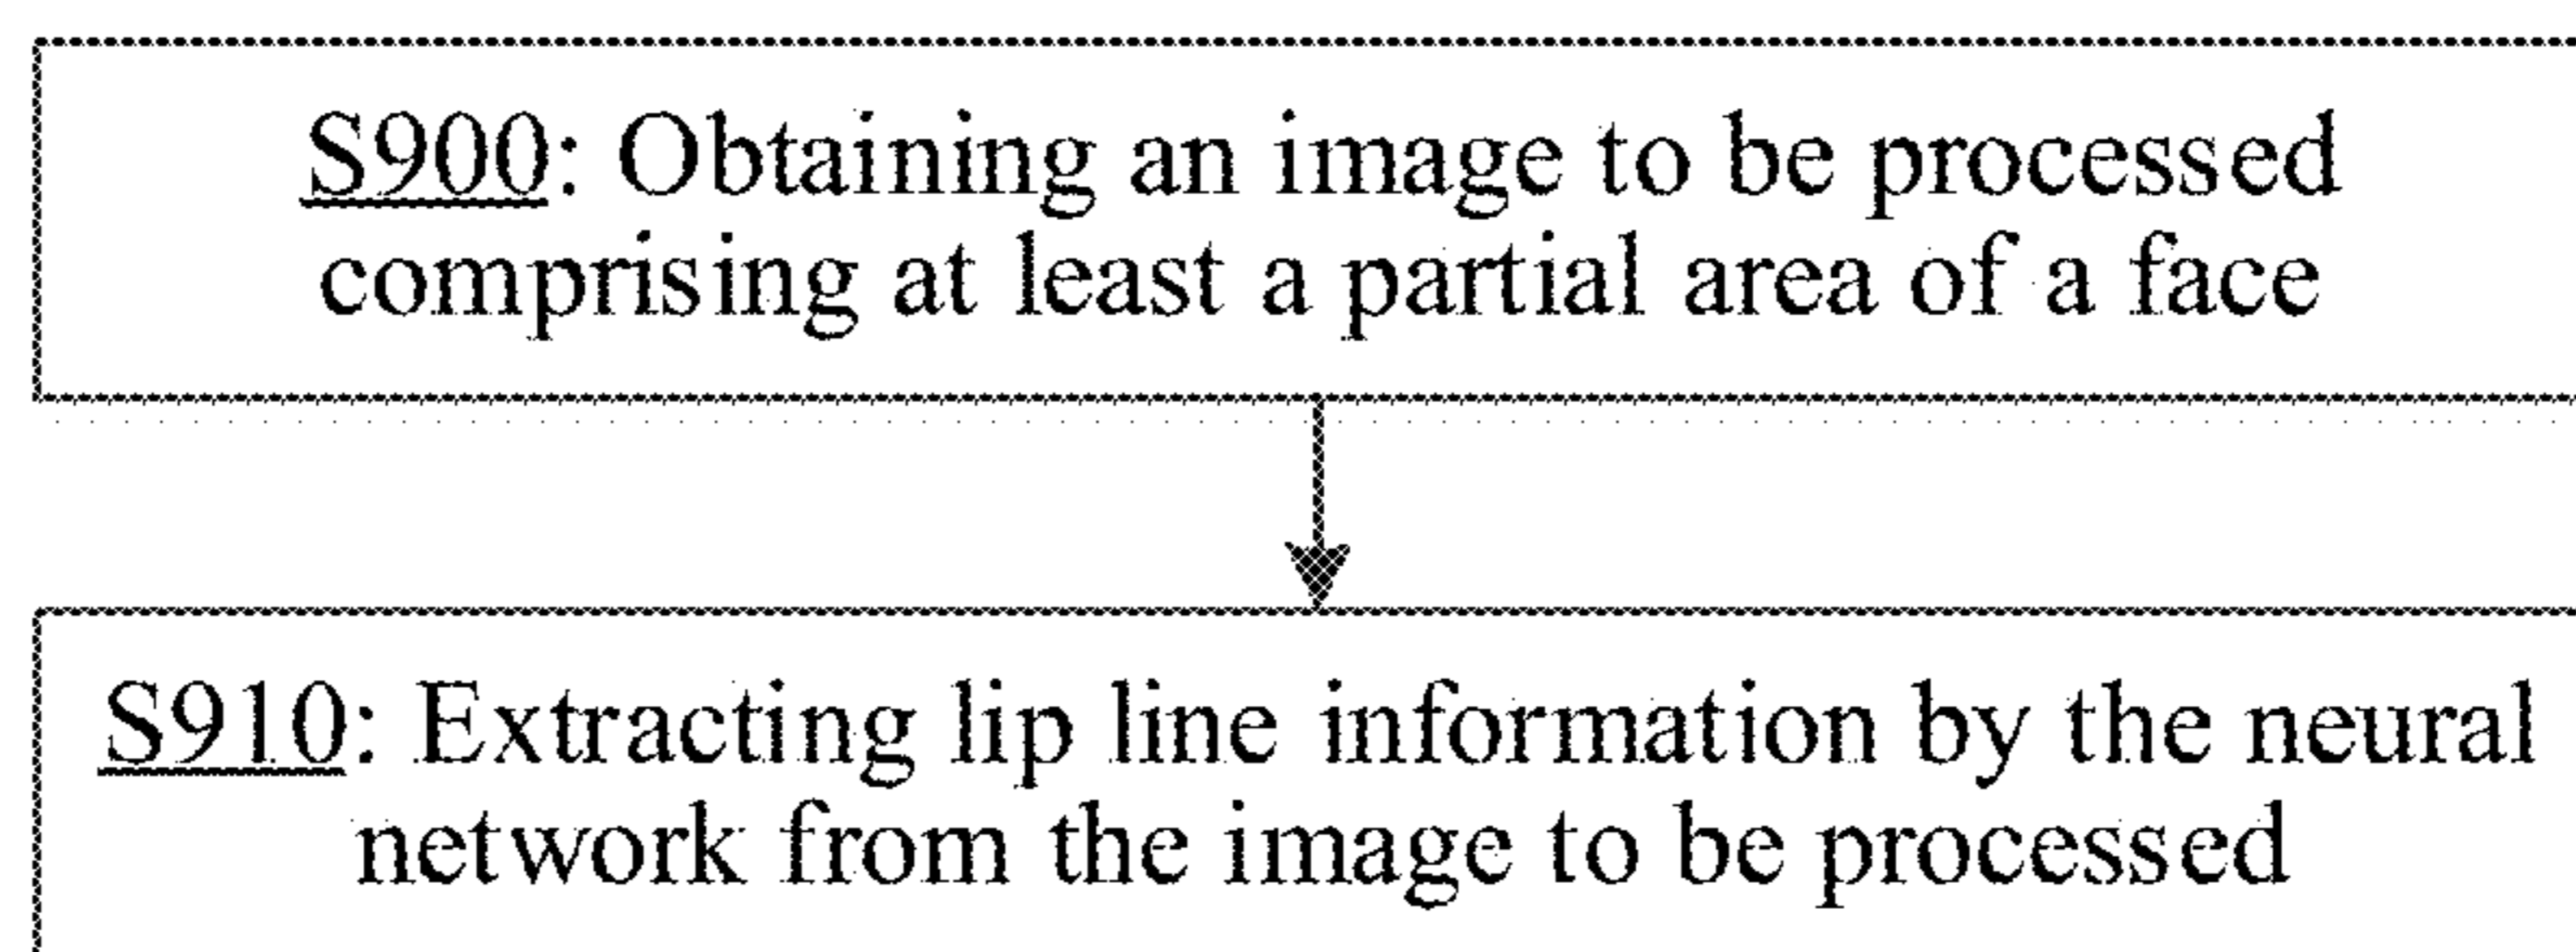 S900: Obtaining an image to be processed
comprising at least a partial area of a face
S910: Extracting lip line information by the neural
network from the image to be processed